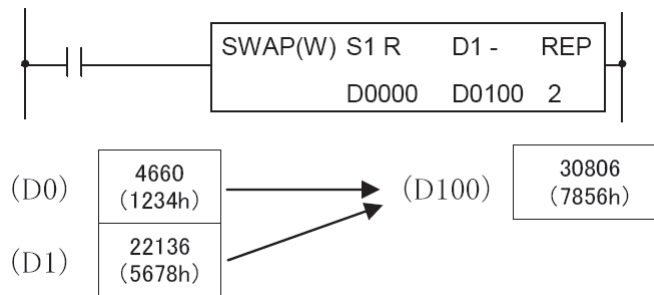 SWAP(W) S1 R D1 - REP
D0000 D0100 2
(D0) 4660 (D100) 30806
(1234h) (7856h)
(D1) 22136
(5678h)